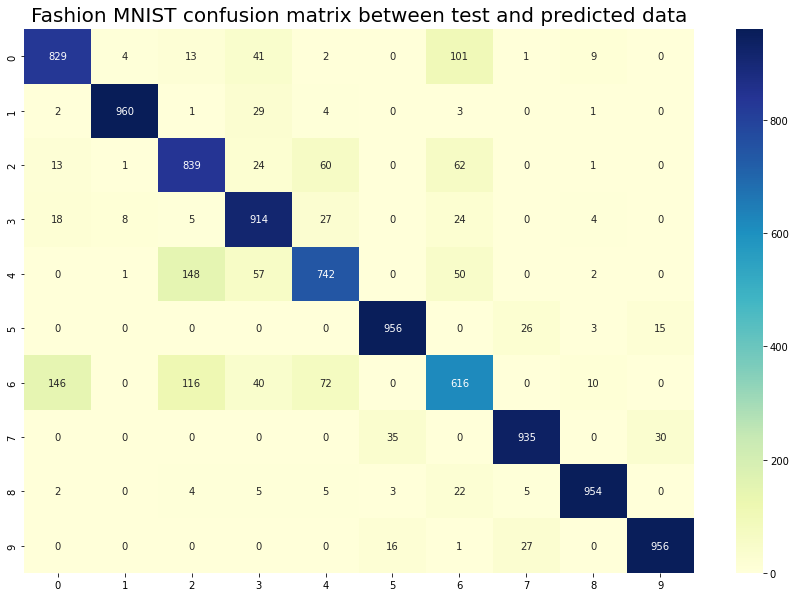 Fashion MNIST confusion matrix between test and predicted data
0 829 4 13 41 2 0 101 1 9 0
1 2 960 1 29 4 0 3 0 1 0
2 13 1 839 24 60 0 62 0 1 0
3 18 8 5 914 27 0 24 0 4 0
4 0 1 148 57 742 0 50 0 2 0
5 0 0 0 0 0 956 0 26 3 15
6 146 0 116 40 72 0 616 0 10 0
7 0 0 0 0 0 35 0 935 0 30
8 2 0 4 5 5 3 22 5 954 0
9 0 0 0 0 0 16 1 27 0 956
0 1 2 3 4 5 6 7 8 9
800
600
400
200
0